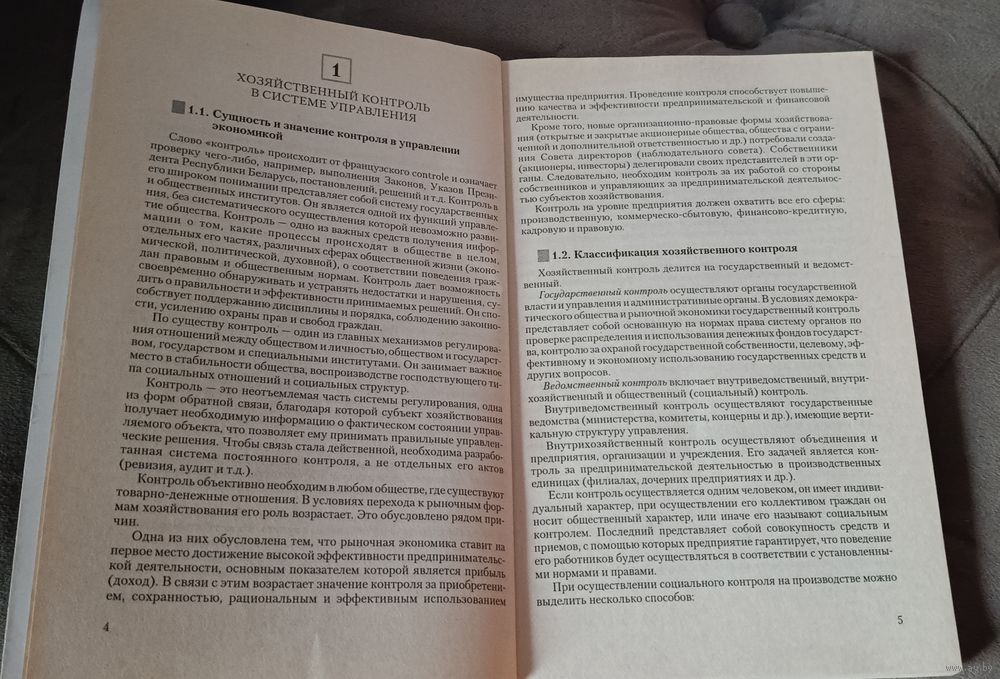 1
ХОЗЯЙСТВЕННЫЙ КОНТРОЛЬ
В СИСТЕМЕ УПРАВЛЕНИЯ
1.1. Сущность и значение контроля в управлении
экономикой
Слово «контроль» происходит от французского controle и означает
проверку чего-либо, например, выполнения Законов, Указов Прези-
дента Республики Беларусь, постановлений, решений и т.д. Контроль в
его широком понимании представляет собой систему государственных
и общественных институтов. Он является одной их функций управле-
ния, без систематического осуществления которой невозможно разви-
тие общества. Контроль — одно из важных средств получения инфор-
мации о том, какие процессы происходят в обществе в целом,
отдельных его частях, различных сферах общественной жизни (эконо-
мической, политической, духовной), о соответствии поведения граж-
дан правовым и общественным нормам. Контроль дает возможность
своевременно обнаруживать и устранять недостатки и нарушения, су-
дить о правильности и эффективности принимаемых решений. Он спо-
собствует поддержанию дисциплины и порядка, соблюдению законно-
сти, усилению охраны прав и свобод граждан.
По существу контроль — один из главных механизмов регулирова-
ния отношений между обществом и личностью, обществом и государст-
вом, государством и специальными институтами. Он занимает важное
место в стабильности общества, воспроизводстве господствующего ти-
па социальных отношений и социальных структур.
Контроль — это неотъемлемая часть системы регулирования, одна
из форм обратной связи, благодаря которой субъект хозяйствования
получает необходимую информацию о фактическом состоянии управ-
ляемого объекта, что позволяет ему принимать правильные управлен-
ческие решения. Чтобы связь стала действенной, необходима разрабо-
танная система постоянного контроля, а не отдельных его актов
(ревизия, аудит и т.д.).
Контроль объективно необходим в любом обществе, где существуют
товарно-денежные отношения. В условиях перехода к рыночным фор-
мам хозяйствования его роль возрастает. Это обусловлено рядом при-
чин.
Одна из них обусловлена тем, что рыночная экономика ставит на
первое место достижение высокой эффективности предпринимательс-
кой деятельности, основным показателем которой является прибыль
(доход). В связи с этим возрастает значение контроля за приобретени-
ем, сохранностью, рациональным и эффективным использованием
4
имущества предприятия. Проведение контроля способствует повыше-
нию качества и эффективности предпринимательской и финансовой
деятельности.
Кроме того, новые организационно-правовые формы хозяйствова-
ния (открытые и закрытые акционерные общества, общества с ограни-
ченной и дополнительной ответственностью и др.) потребовали созда-
ния Совета директоров (наблюдательного совета). Собственники
(акционеры, инвесторы) делегировали своих представителей в эти ор-
ганы. Следовательно, необходим контроль за их работой со стороны
собственников и управляющих за предпринимательской деятельнос-
тью субъектов хозяйствования.
Контроль на уровне предприятия должен охватить все его сферы:
производственную, коммерческо-сбытовую, финансово-кредитную,
кадровую и правовую.
1.2. Классификация хозяйственного контроля
Хозяйственный контроль делится на государственный и ведомст-
венный.
Государственный контроль осуществляют органы государственной
власти и управления и административные органы. В условиях демокра-
тического общества и рыночной экономики государственный контроль
представляет собой основанную на нормах права систему органов по
проверке распределения и использования денежных фондов государст-
ва, контролю за охраной государственной собственности, целевому, эф-
фективному и экономному использованию государственных средств и
других вопросов.
Ведомственный контроль включает внутриведомственный, внутри-
хозяйственный и общественный (социальный) контроль.
Внутриведомственный контроль осуществляют государственные
ведомства (министерства, комитеты, концерны и др.), имеющие верти-
кальную структуру управления.
Внутрихозяйственный контроль осуществляют объединения и
предприятия, организации и учреждения. Его задачей является кон-
троль за предпринимательской деятельностью в производственных
единицах (филиалах, дочерних предприятиях и др.).
Если контроль осуществляется одним человеком, он имеет индиви-
дуальный характер, при осуществлении его коллективом граждан он
носит общественный характер, или иначе его называют социальным
контролем. Последний представляет собой совокупность средств и
приемов, с помощью которых предприятие гарантирует, что поведение
его работников будет осуществляться в соответствии с установленны-
ми нормами и правами.
При осуществлении социального контроля на производстве можно
выделить несколько способов:
5
www.ay.by